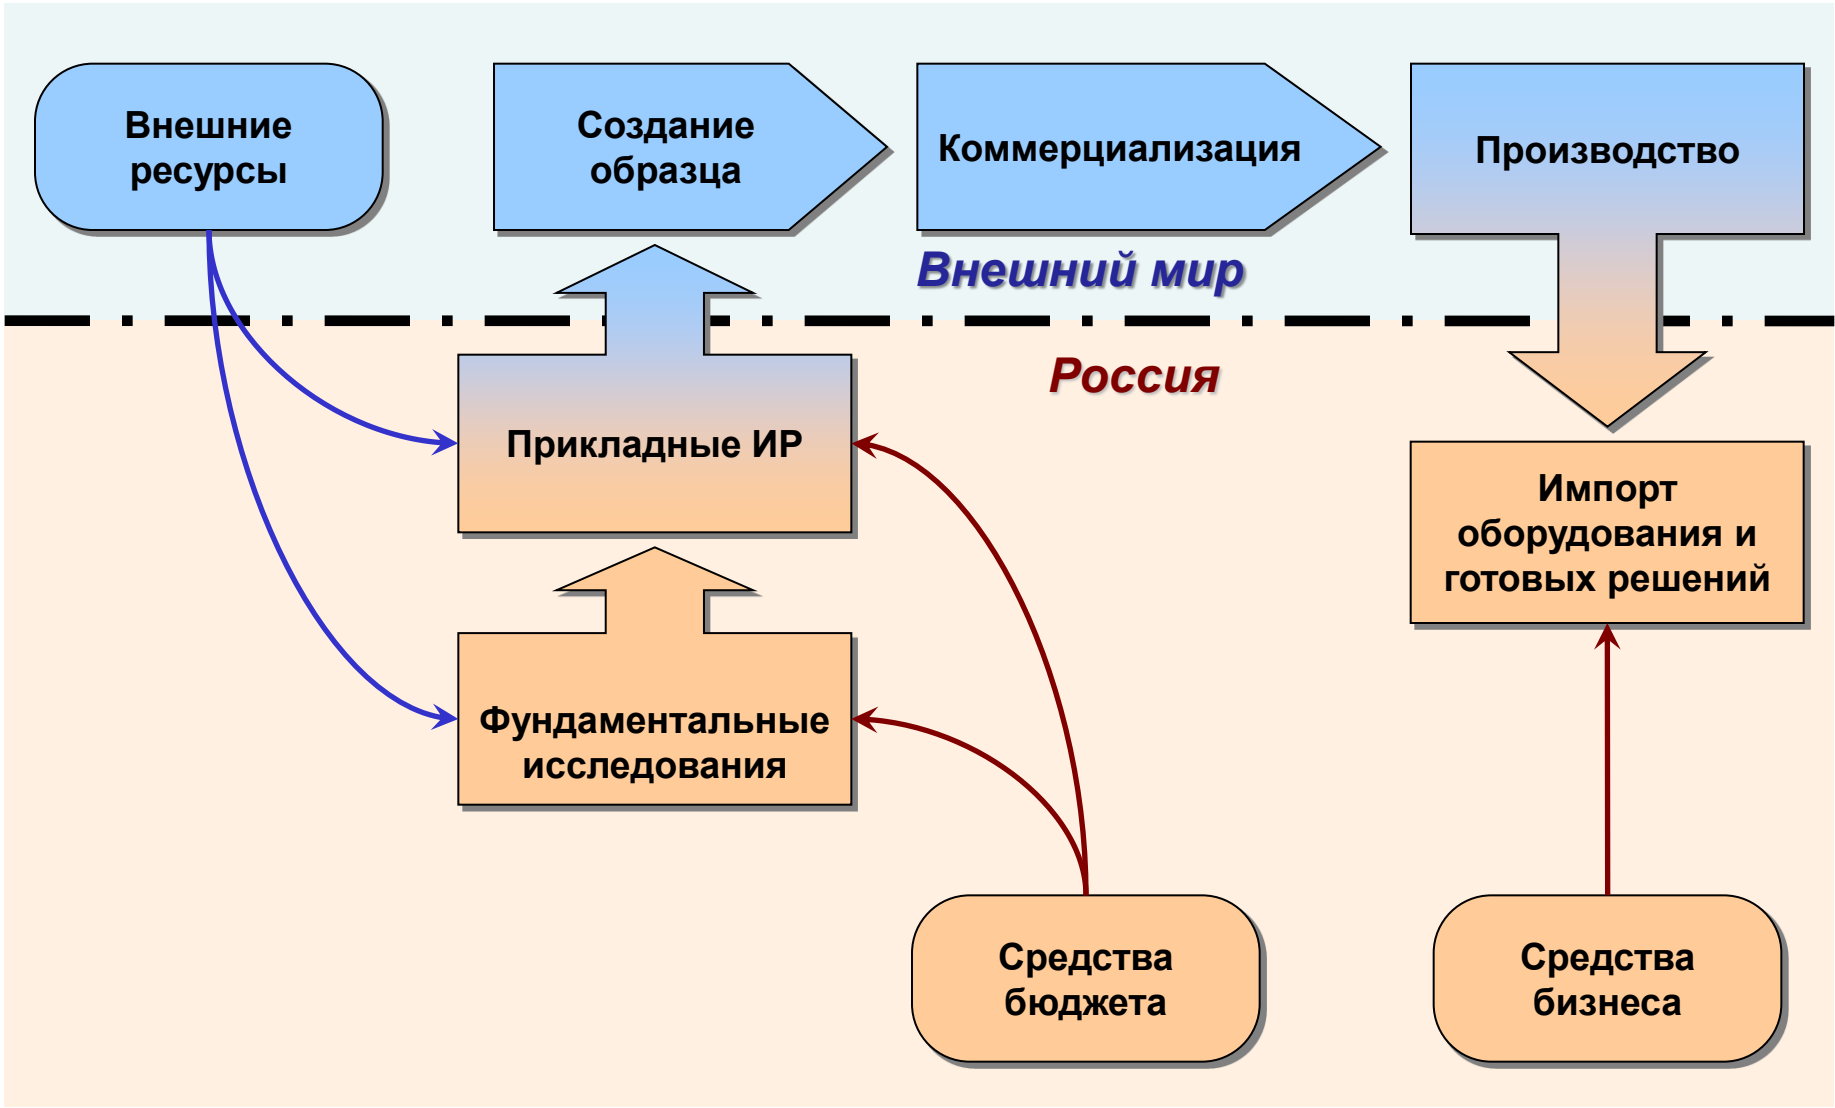 Внешние
ресурсы
Создание
образца
Коммерциализация
Производство
Внешний мир
Россия
Прикладные ИР
Импорт
оборудования и
готовых решений
Фундаментальные
исследования
Средства
бюджета
Средства
бизнеса